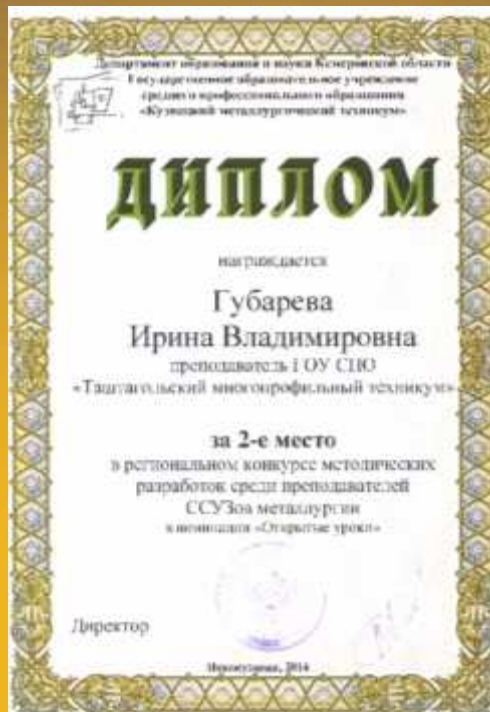 Департамент образования и науки Кемеровской области
Государственное образовательное учреждение
среднего профессионального образования
«Кузнецкий металлургический техникум»
ДИПЛОМ
награждается
Губарева
Ирина Владимировна
преподаватель ГОУ СПО
«Таштагольский многопрофильный техникум»
за 2-е место
в региональном конкурсе методических
разработок среди преподавателей
ССУЗов металлургии
в номинации «Открытые уроки»
Директор
Новокузнецк, 2014